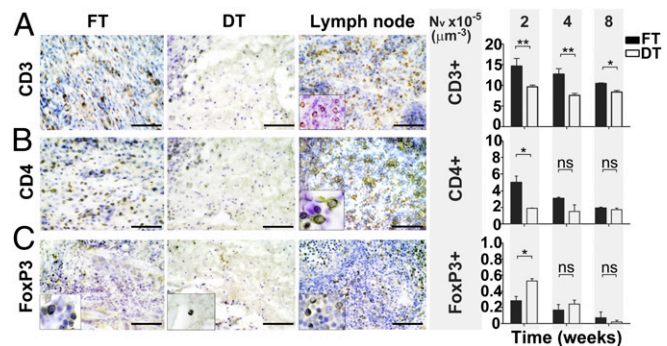 A FT DT Lymph node
Nv x10-5 (μm-3) 2 4 8
CD3
CD3+
20
15
10
5
0
** ** *
FT
DT
B
CD4
CD4+
8
6
4
2
0
* ns ns
C
FoxP3
FoxP3+
1
0.8
0.6
0.4
0.2
0
* ns ns
Time (weeks)